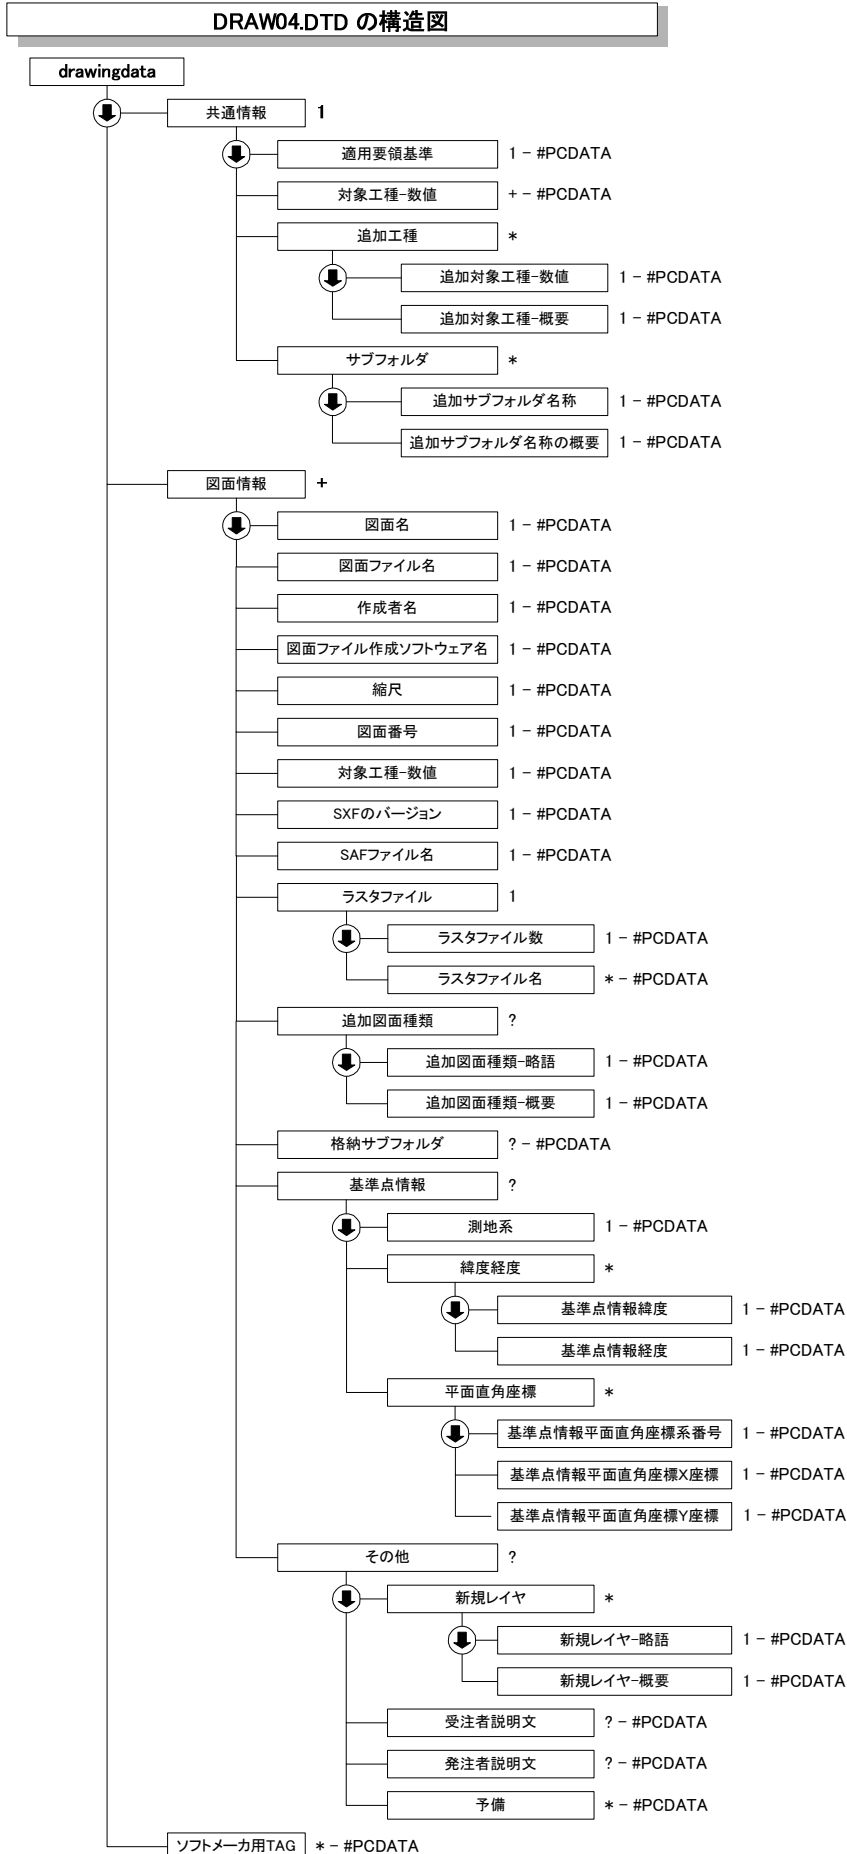 DRAW04.DTD の構造図
drawingdata
共通情報 1
適用要領基準 1 − #PCDATA
対象工種-数値 + − #PCDATA
追加工種 *
追加対象工種-数値 1 − #PCDATA
追加対象工種-概要 1 − #PCDATA
サブフォルダ *
追加サブフォルダ名称 1 − #PCDATA
追加サブフォルダ名称の概要 1 − #PCDATA
図面情報 +
図面名 1 − #PCDATA
図面ファイル名 1 − #PCDATA
作成者名 1 − #PCDATA
図面ファイル作成ソフトウェア名 1 − #PCDATA
縮尺 1 − #PCDATA
図面番号 1 − #PCDATA
対象工種-数値 1 − #PCDATA
SXFのバージョン 1 − #PCDATA
SAFファイル名 1 − #PCDATA
ラスタファイル 1
ラスタファイル数 1 − #PCDATA
ラスタファイル名 * − #PCDATA
追加図面種類 ?
追加図面種類-略語 1 − #PCDATA
追加図面種類-概要 1 − #PCDATA
格納サブフォルダ ? − #PCDATA
基準点情報 ?
測地系 1 − #PCDATA
緯度経度 *
基準点情報緯度 1 − #PCDATA
基準点情報経度 1 − #PCDATA
平面直角座標 *
基準点情報平面直角座標系番号 1 − #PCDATA
基準点情報平面直角座標X座標 1 − #PCDATA
基準点情報平面直角座標Y座標 1 − #PCDATA
その他 ?
新規レイヤ *
新規レイヤ-略語 1 − #PCDATA
新規レイヤ-概要 1 − #PCDATA
受注者説明文 ? − #PCDATA
発注者説明文 ? − #PCDATA
予備 * − #PCDATA
ソフトメーカ用TAG * − #PCDATA